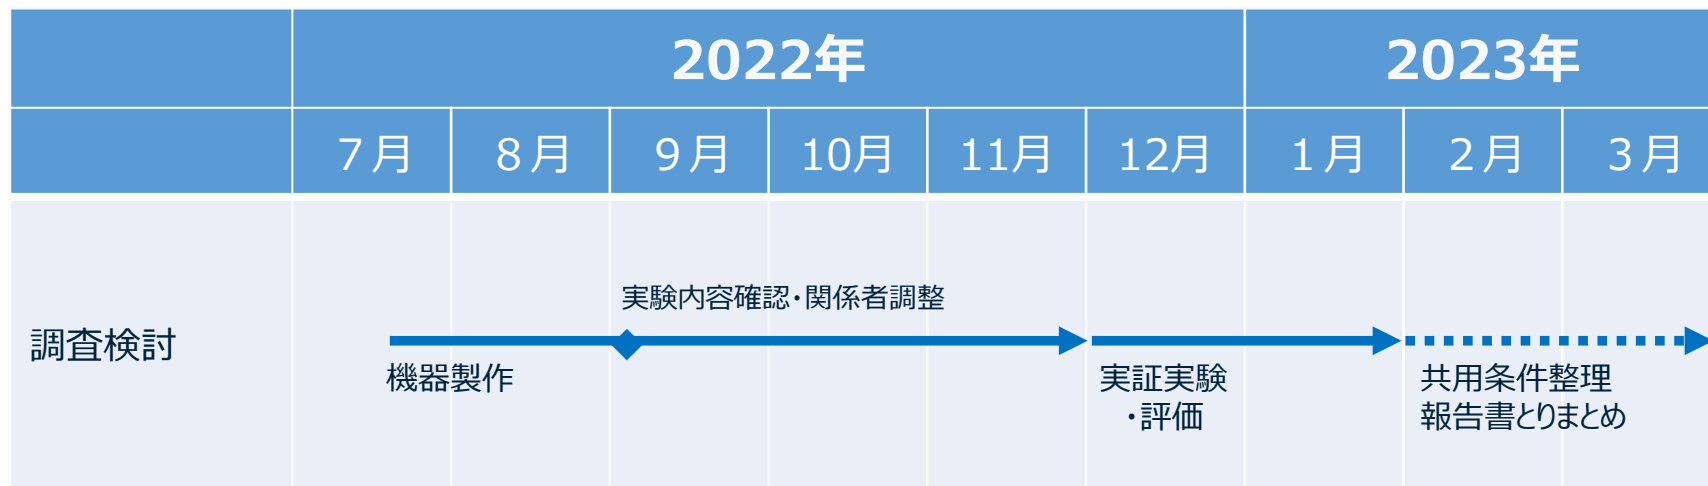 2022年
2023年
７月
８月
９月
10月
11月
12月
１月
２月
３月
調査検討
実験内容確認・関係者調整
機器製作
実証実験
・評価
共用条件整理
報告書とりまとめ